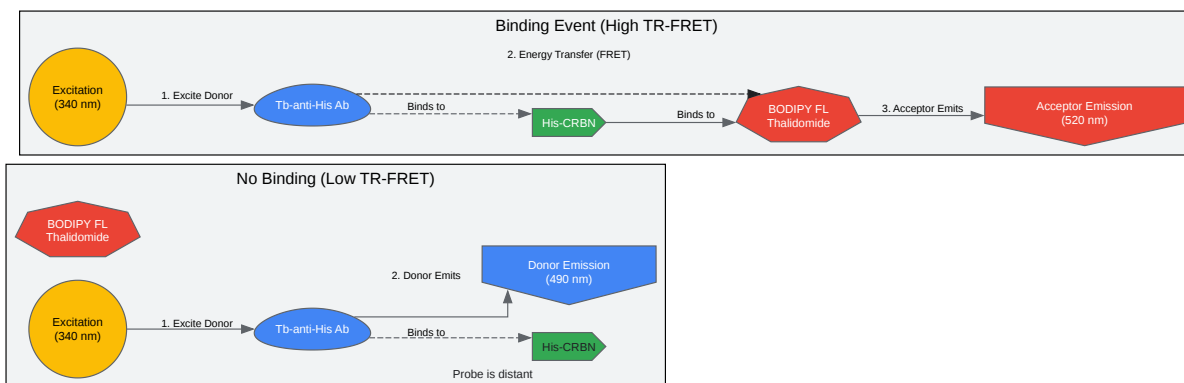 Binding Event (High TR-FRET)
2. Energy Transfer (FRET)
Excitation
(340 nm)
1. Excite Donor
Tb-anti-His Ab
Binds to
His-CRBN
Binds to
BODIPY FL
Thalidomide
3. Acceptor Emits
Acceptor Emission
(520 nm)
No Binding (Low TR-FRET)
BODIPY FL
Thalidomide
Excitation
(340 nm)
1. Excite Donor
Tb-anti-His Ab
2. Donor Emits
Donor Emission
(490 nm)
Binds to
His-CRBN
Probe is distant